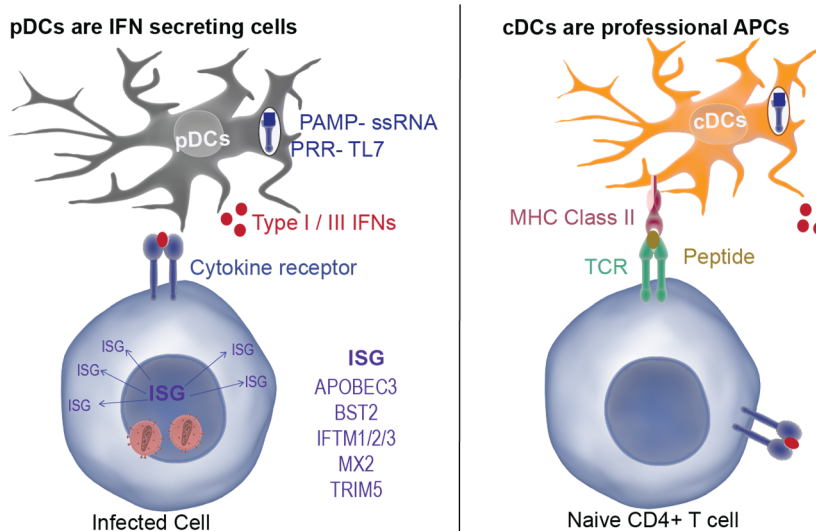 pDCs are IFN secreting cells
pDCs
PAMP- ssRNA
PRR- TL7
Type I / III IFNs
Cytokine receptor
ISG
ISG
ISG
ISG
ISG
ISG
ISG
APOBEC3
BST2
IFTM1/2/3
MX2
TRIM5
Infected Cell
cDCs are professional APCs
cDCs
MHC Class II
Peptide
TCR
Naive CD4+ T cell